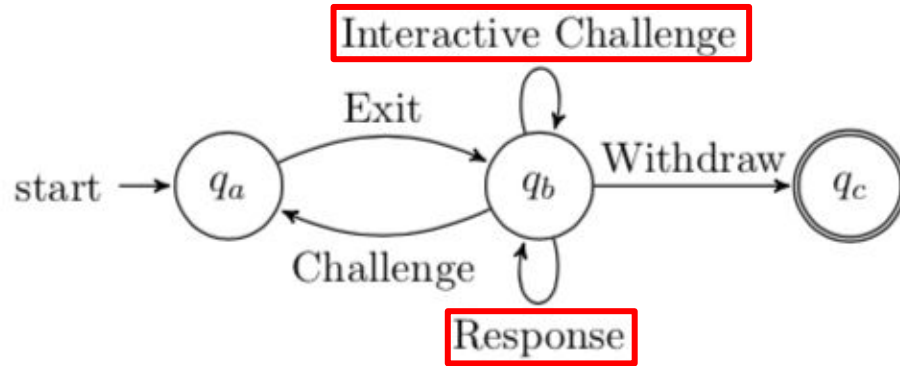 Interactive Challenge
Exit
Withdraw
start
q_a
q_b
q_c
Challenge
Response